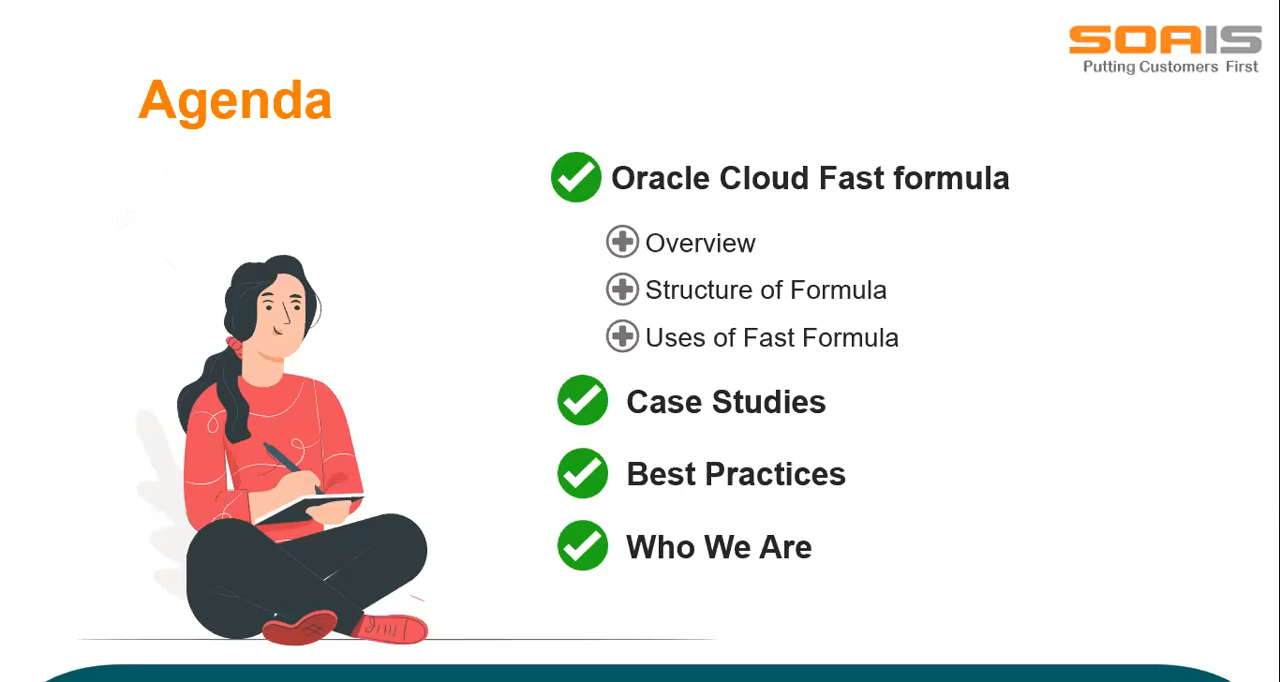 SOAIS
Putting Customers First
Agenda
Oracle Cloud Fast formula
Overview
Structure of Formula
Uses of Fast Formula
Case Studies
Best Practices
Who We Are